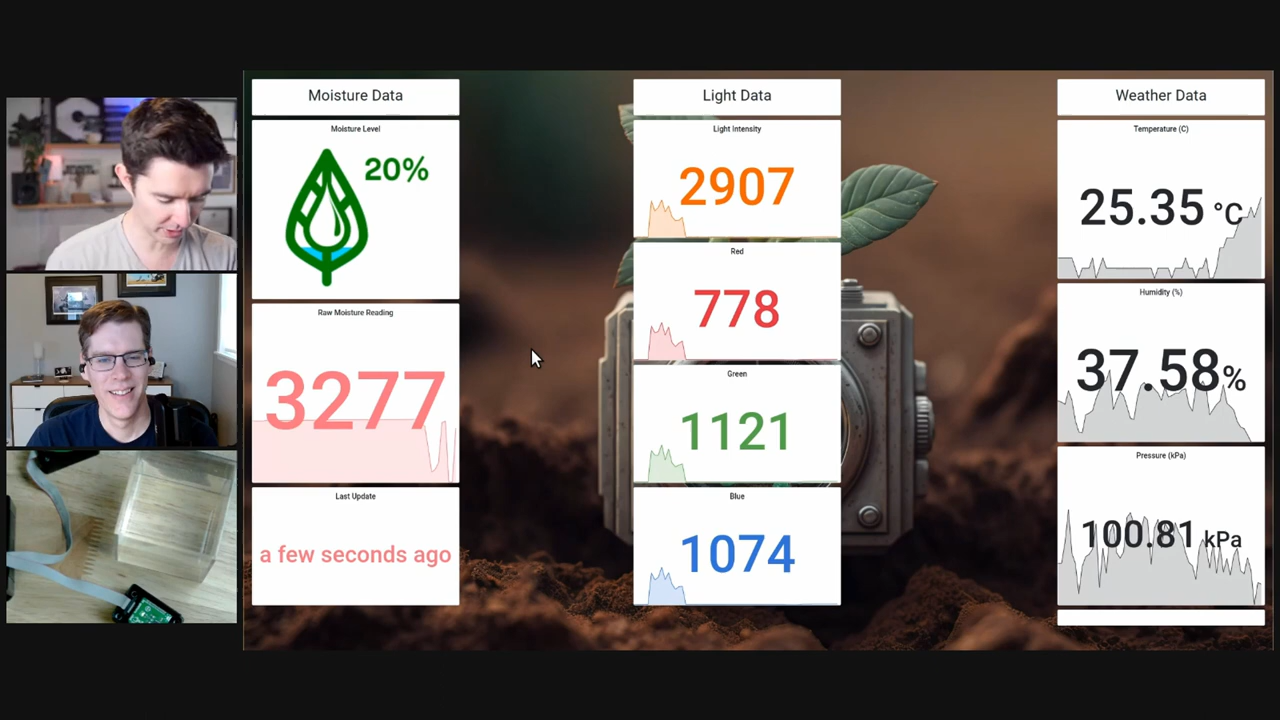 Moisture Data
Moisture Level
20%
Raw Moisture Reading
3277
Last Update
a few seconds ago
Light Data
Light Intensity
2907
Red
778
Green
1121
Blue
1074
Weather Data
Temperature (C)
25.35 °C
Humidity (%)
37.58%
Pressure (kPa)
100.81 kPa